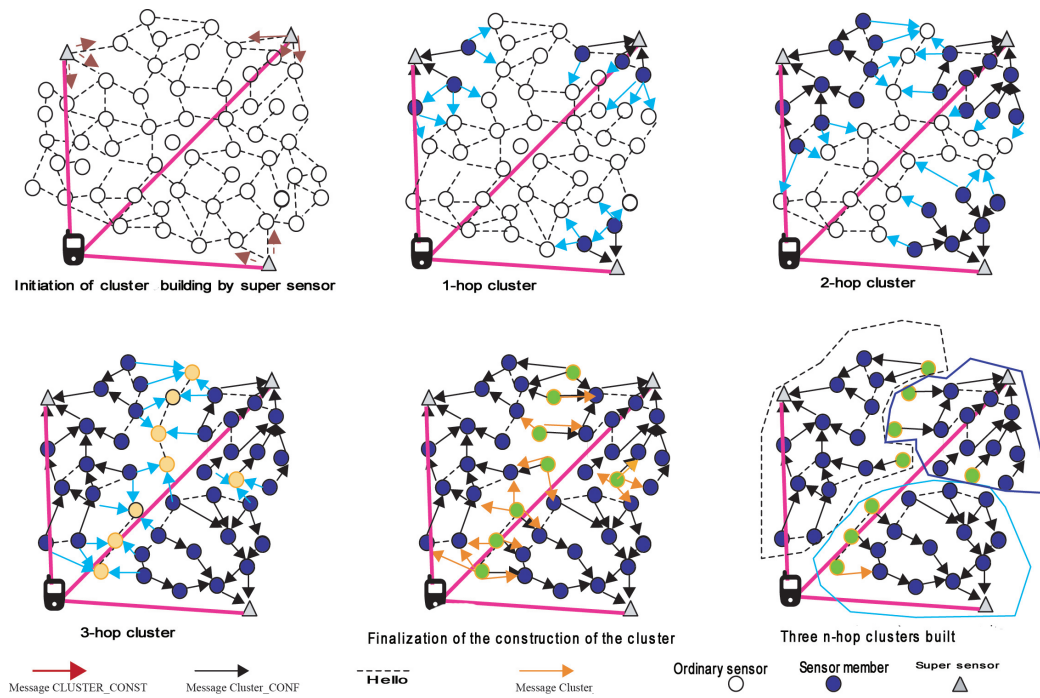 Initiation of cluster building by super sensor
1-hop cluster
2-hop cluster
3-hop cluster
Finalization of the construction of the cluster
Three n-hop clusters built
Message CLUSTER_CONST
Message Cluster_CONF
Hello
Message Cluster_
Ordinary sensor
Sensor member
Super sensor